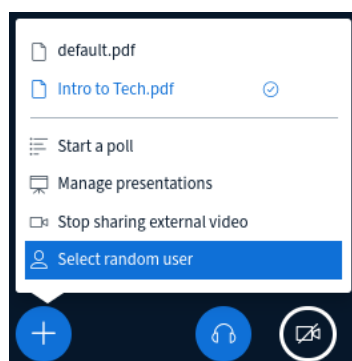 default.pdf
Intro to Tech.pdf
Start a poll
Manage presentations
Stop sharing external video
Select random user